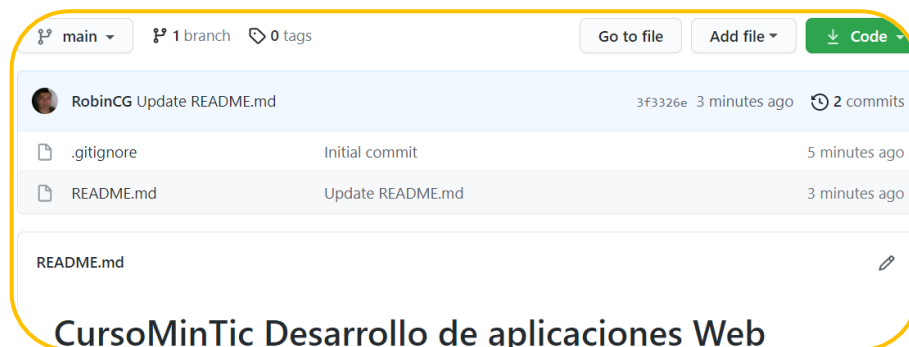 main 1 branch 0 tags Go to file Add file Code
RobinCG Update README.md 3f3326e 3 minutes ago 2 commits
.gitignore Initial commit 5 minutes ago
README.md Update README.md 3 minutes ago
README.md
CursoMinTic Desarrollo de aplicaciones Web